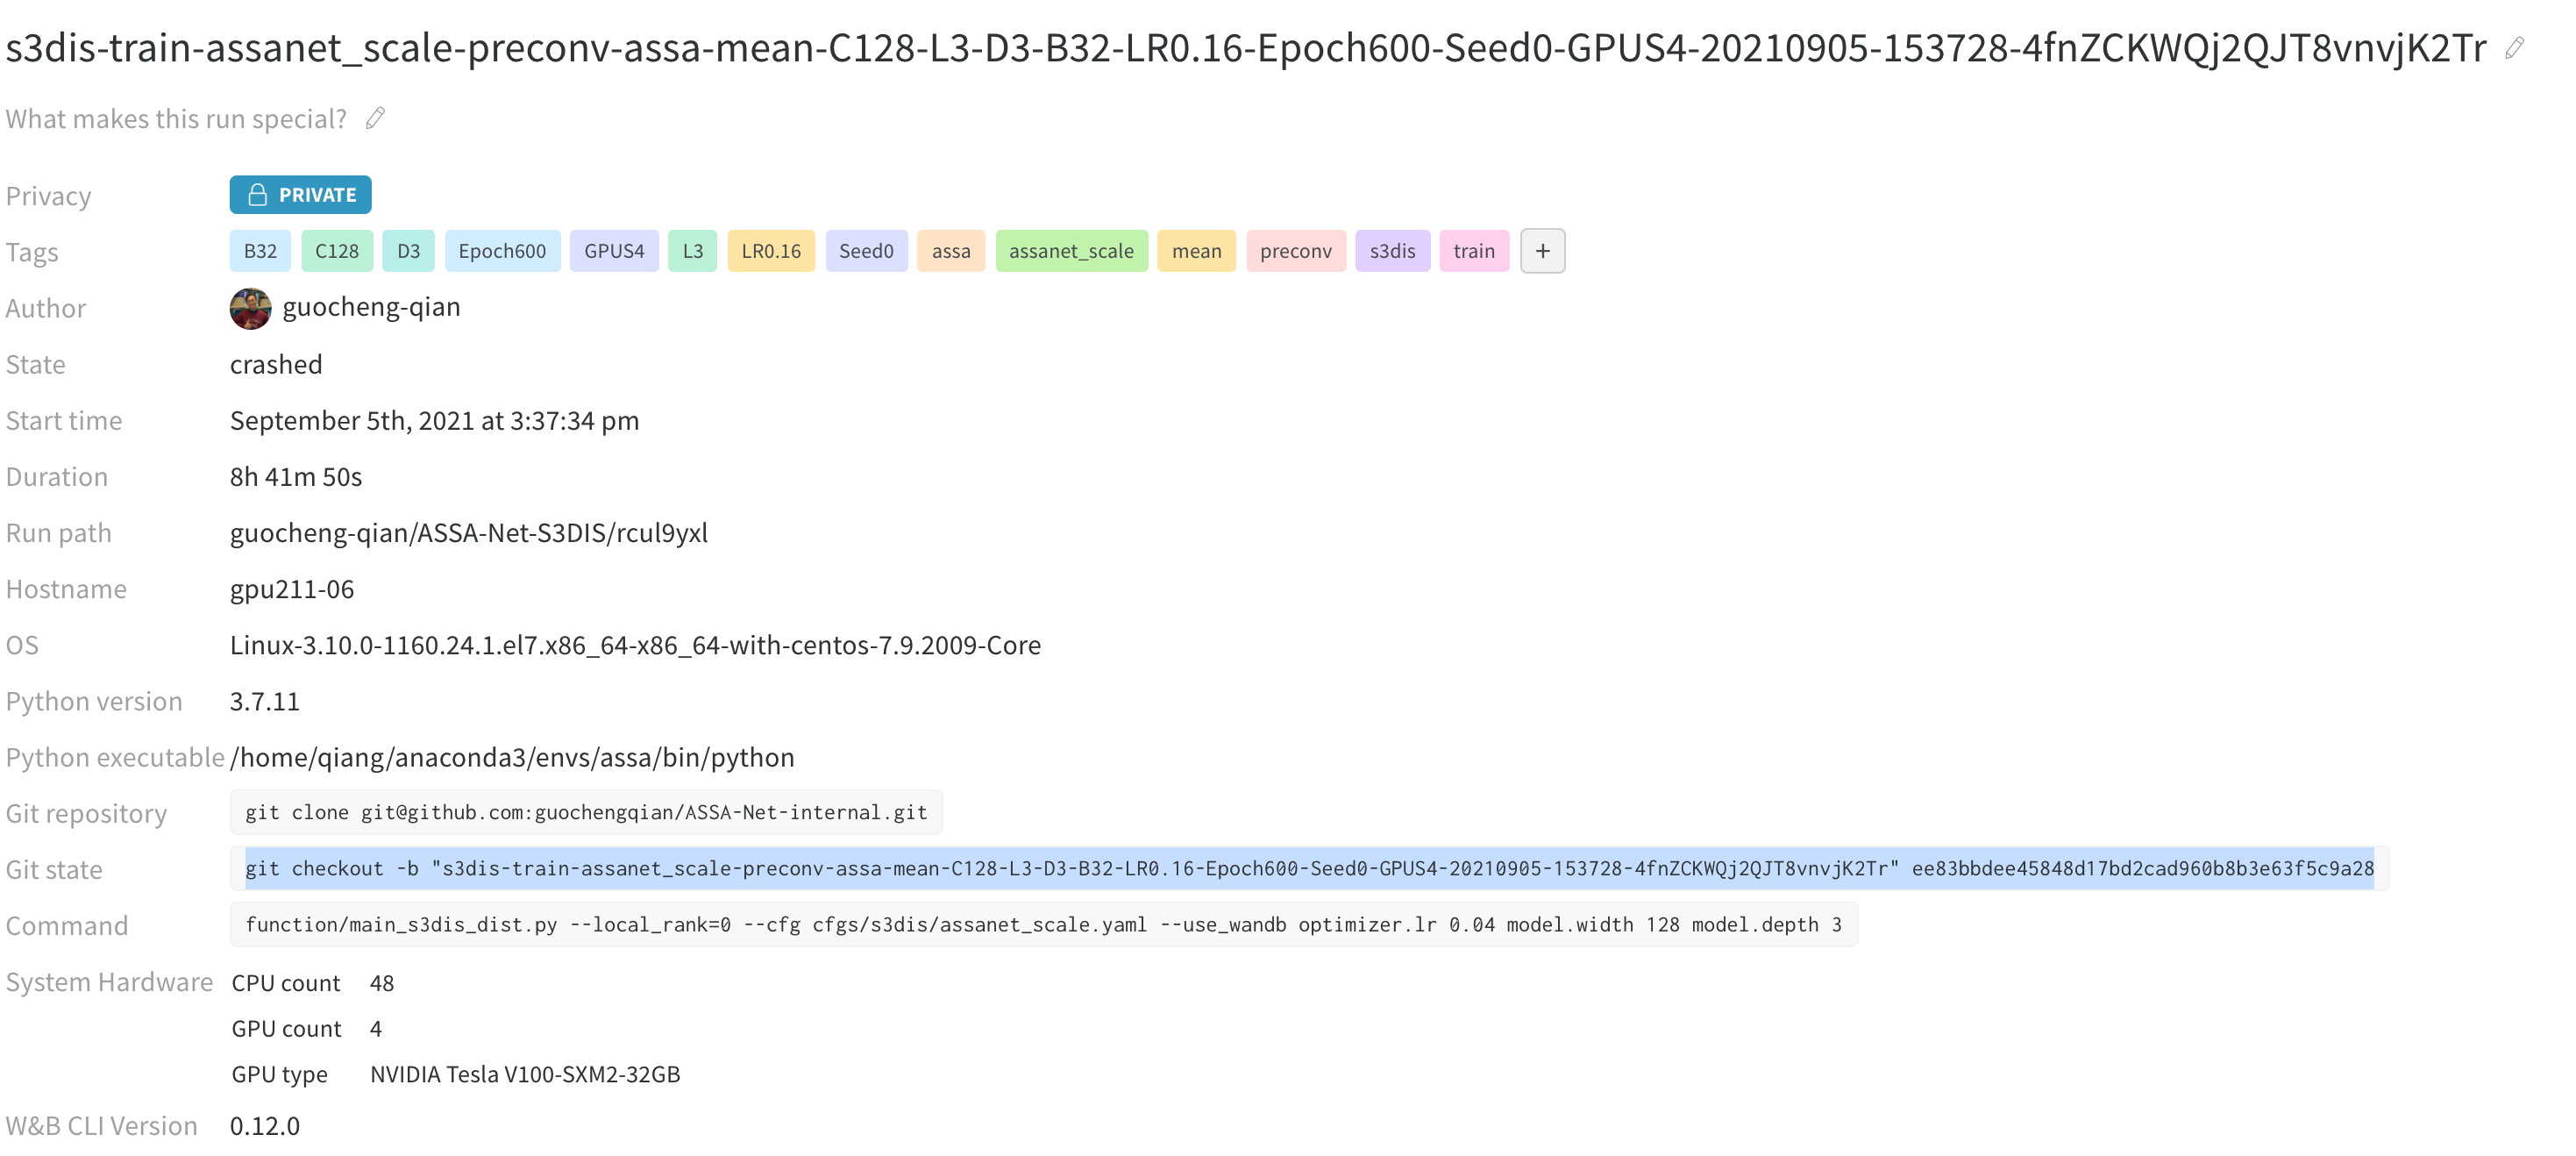 s3dis-train-assanet_scale-preconv-assa-mean-C128-L3-D3-B32-LR0.16-Epoch600-Seed0-GPUS4-20210905-153728-4fnZCKWQj2QJT8vnvjK2Tr
What makes this run special?
Privacy PRIVATE
Tags B32 C128 D3 Epoch600 GPUS4 L3 LR0.16 Seed0 assa assanet_scale mean preconv s3dis train +
Author guocheng-qian
State crashed
Start time September 5th, 2021 at 3:37:34 pm
Duration 8h 41m 50s
Run path guocheng-qian/ASSA-Net-S3DIS/rcul9yxl
Hostname gpu211-06
OS Linux-3.10.0-1160.24.1.el7.x86_64-x86_64-with-centos-7.9.2009-Core
Python version 3.7.11
Python executable /home/qiang/anaconda3/envs/assa/bin/python
Git repository git clone git@github.com:guochengqian/ASSA-Net-internal.git
Git state git checkout -b "s3dis-train-assanet_scale-preconv-assa-mean-C128-L3-D3-B32-LR0.16-Epoch600-Seed0-GPUS4-20210905-153728-4fnZCKWQj2QJT8vnvjK2Tr" ee83bbdee45848d17bd2cad960b8b3e63f5c9a28
Command function/main_s3dis_dist.py --local_rank=0 --cfg cfgs/s3dis/assanet_scale.yaml --use_wandb optimizer.lr 0.04 model.width 128 model.depth 3
System Hardware CPU count 48
GPU count 4
GPU type NVIDIA Tesla V100-SXM2-32GB
W&B CLI Version 0.12.0